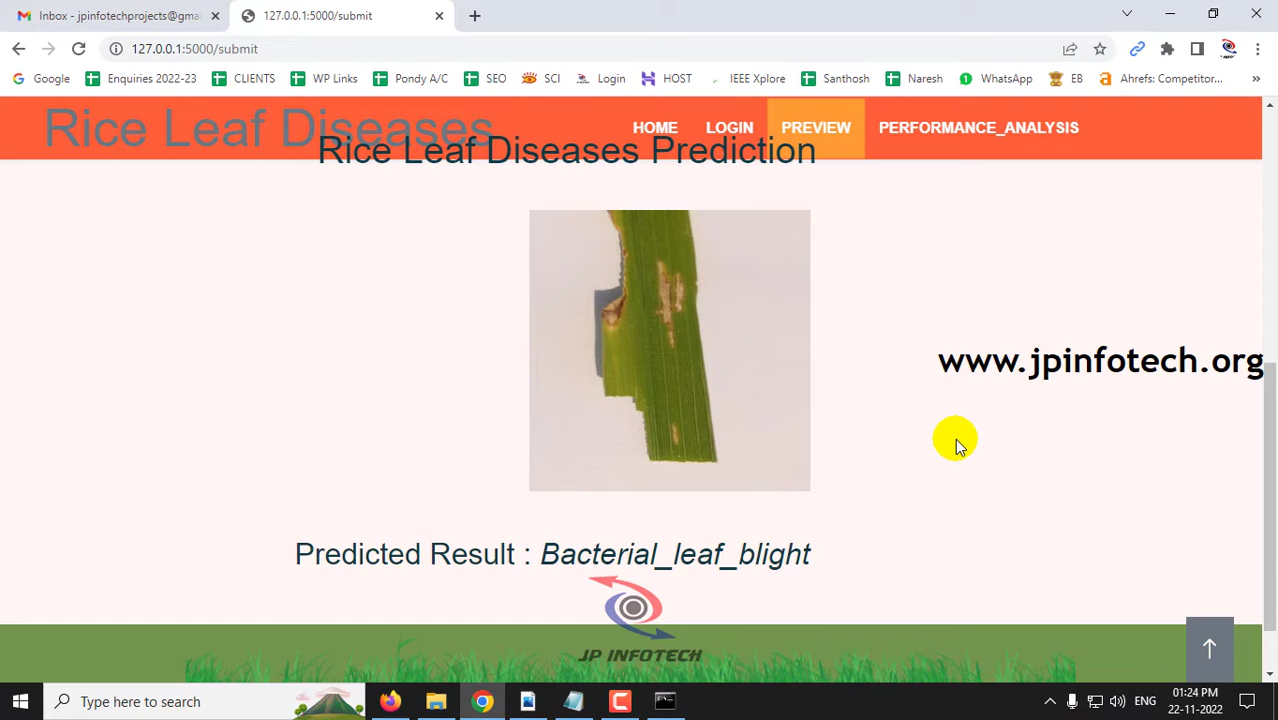 Inbox - jpinfotechprojects@gmai
127.0.0.1:5000/submit
127.0.0.1:5000/submit
Google
Enquiries 2022-23
CLIENTS
WP Links
Pondy A/C
SEO
SCI
Login
HOST
IEEE Xplore
Santhosh
Naresh
WhatsApp
EB
Ahrefs: Competitor...
Rice Leaf Diseases
HOME
LOGIN
PREVIEW
PERFORMANCE_ANALYSIS
Rice Leaf Diseases Prediction
www.jpinfotech.org
Predicted Result : Bacterial_leaf_blight
JP INFOTECH
Type here to search
ENG
01:24 PM
22-11-2022